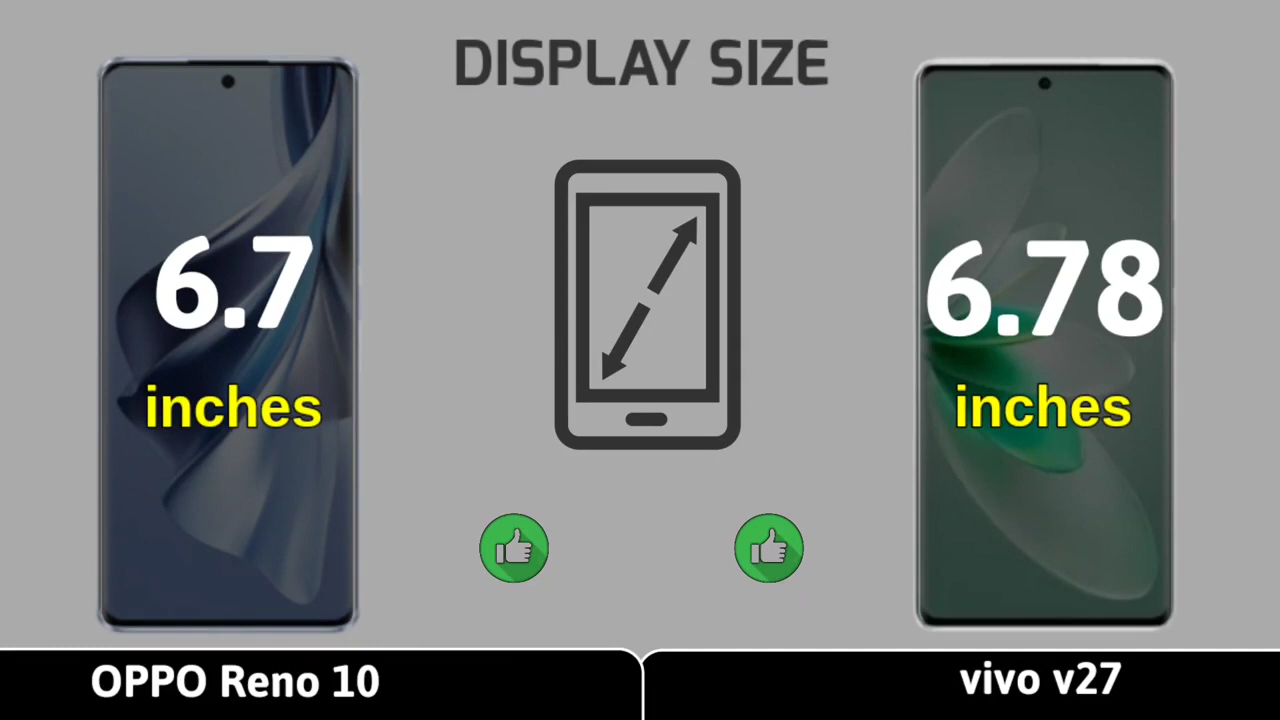 DISPLAY SIZE
6.7
inches
6.78
inches
OPPO Reno 10
vivo v27